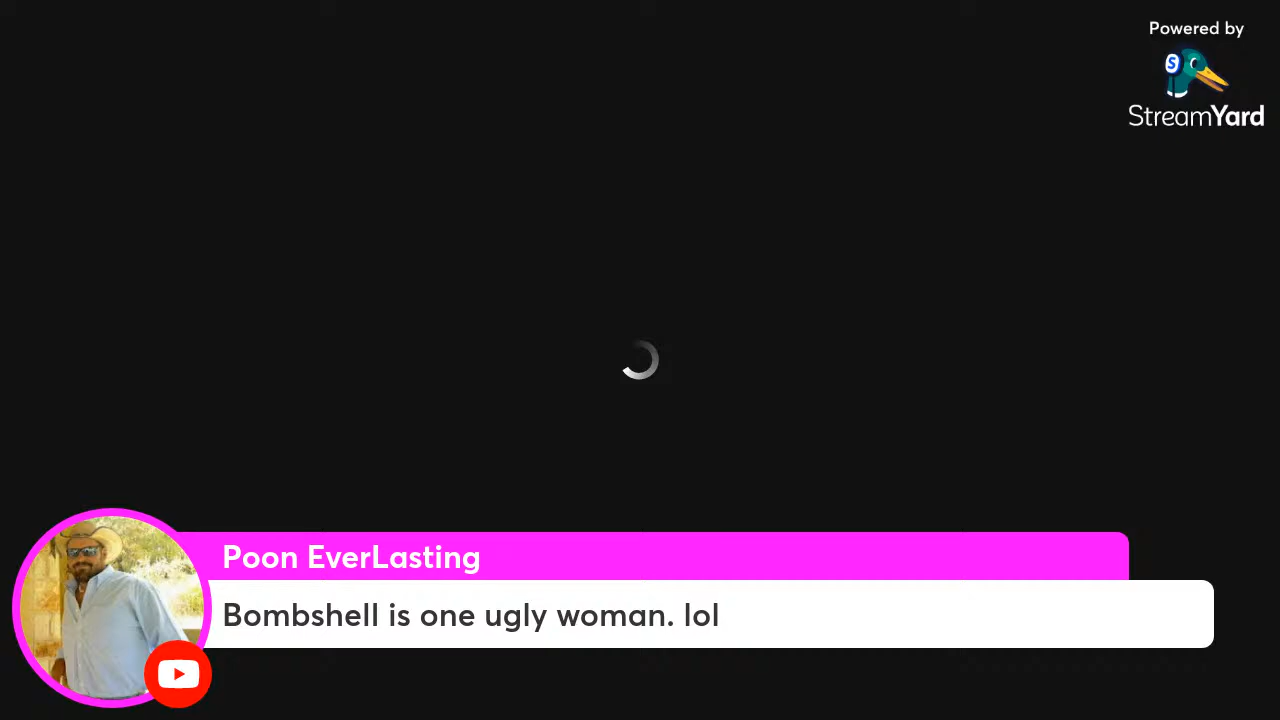 Powered by
S
StreamYard
Poon EverLasting
Bombshell is one ugly woman. lol